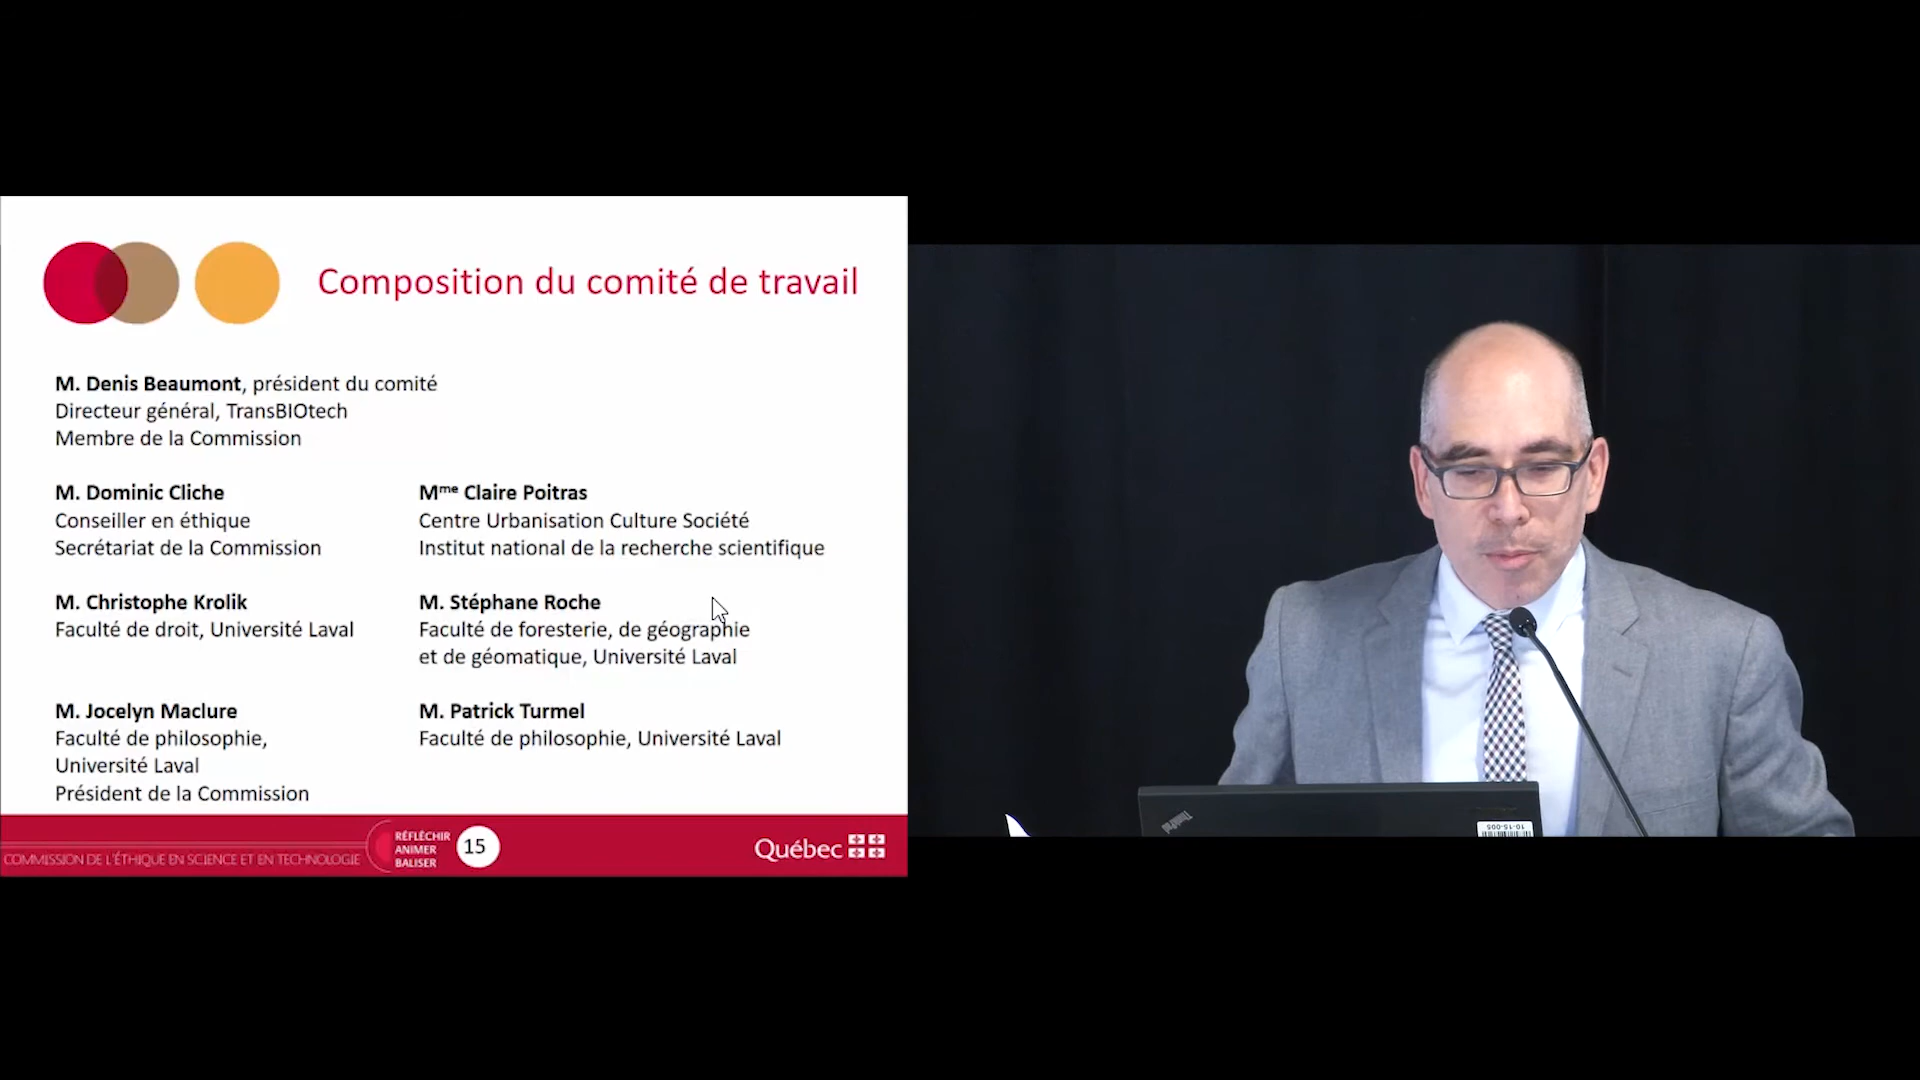 Composition du comité de travail
M. Denis Beaumont, président du comité
Directeur général, TransBIOtech
Membre de la Commission
M. Dominic Cliche
Conseiller en éthique
Secrétariat de la Commission
Mme Claire Poitras
Centre Urbanisation Culture Société
Institut national de la recherche scientifique
M. Christophe Krolik
Faculté de droit, Université Laval
M. Stéphane Roche
Faculté de foresterie, de géographie
et de géomatique, Université Laval
M. Jocelyn Maclure
Faculté de philosophie,
Université Laval
Président de la Commission
M. Patrick Turmel
Faculté de philosophie, Université Laval
COMMISSION DE L'ÉTHIQUE EN SCIENCE ET EN TECHNOLOGIE
RÉFLÉCHIR
ANIMER
BALISER
15
Québec
ThinkPad
10-15-005